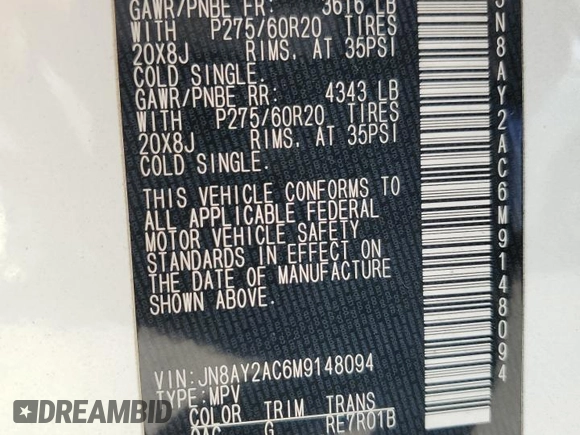 GAWR/PNBE FR: 3616 LB
WITH P275/60R20 TIRES
20X8J RIMS, AT 35PSI
COLD SINGLE.
GAWR/PNBE RR: 4343 LB
WITH P275/60R20 TIRES
20X8J RIMS, AT 35PSI
COLD SINGLE.
THIS VEHICLE CONFORMS TO
ALL APPLICABLE FEDERAL
MOTOR VEHICLE SAFETY
STANDARDS IN EFFECT ON
THE DATE OF MANUFACTURE
SHOWN ABOVE.
VIN:JN8AY2AC6M9148094
TYPE:MPV
COLOR TRIM TRANS
QAC G RE7R01B
JN8AY2AC6M9148094
DREAMBID